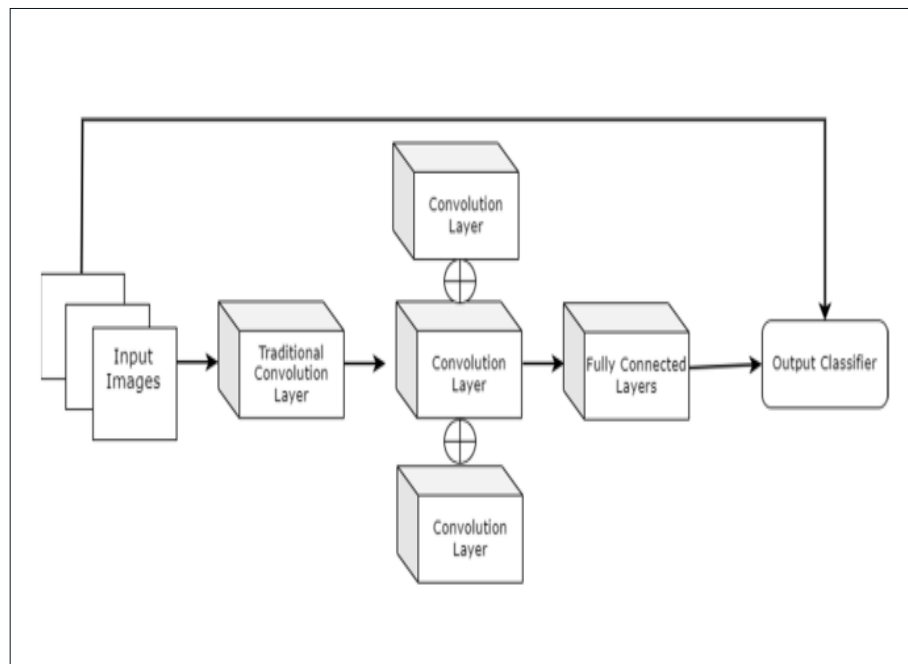 Convolution
Layer
Input
Images
Traditional
Convolution
Layer
Convolution
Layer
Fully Connected
Layers
Output Classifier
Convolution
Layer